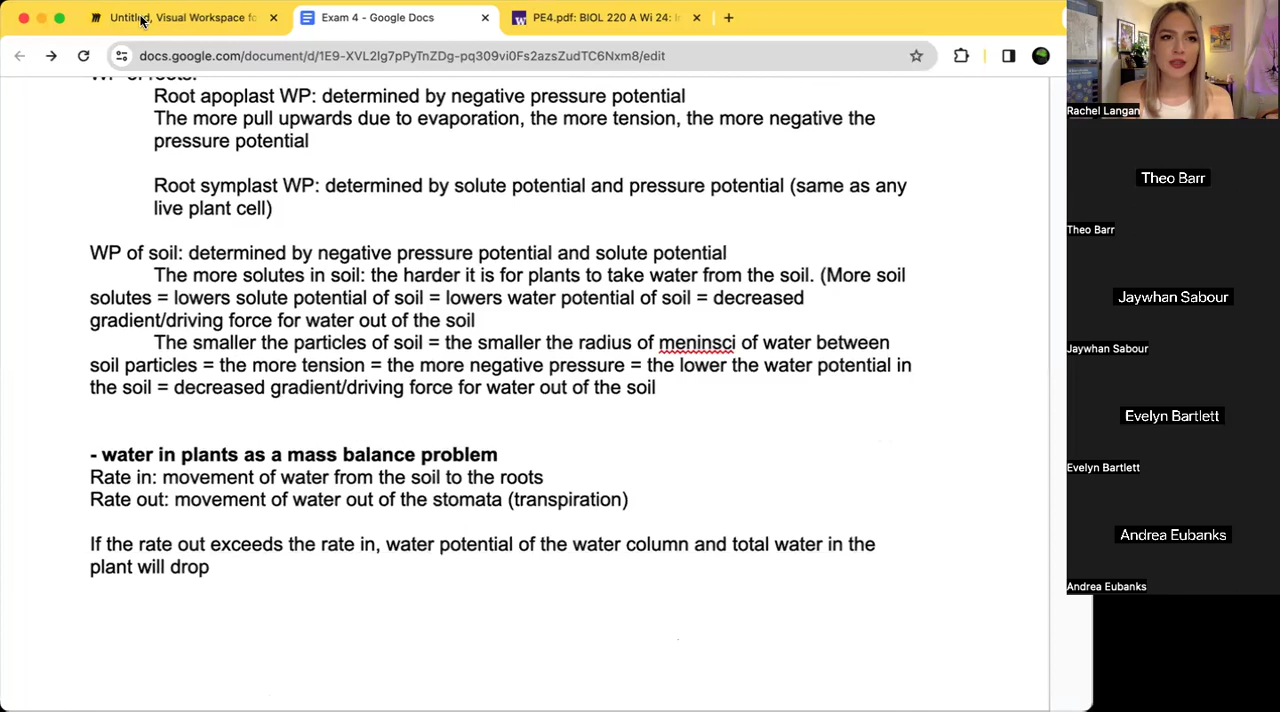 Untitled, Visual Workspace fo
Exam 4 - Google Docs
PE4.pdf: BIOL 220 A Wi 24: I
docs.google.com/document/d/1E9-XVL2Ig7pPyTnZDg-pq309vi0Fs2azsZudTC6Nxm8/edit
WP of roots:
Root apoplast WP: determined by negative pressure potential
The more pull upwards due to evaporation, the more tension, the more negative the
pressure potential
Root symplast WP: determined by solute potential and pressure potential (same as any
live plant cell)
WP of soil: determined by negative pressure potential and solute potential
The more solutes in soil: the harder it is for plants to take water from the soil. (More soil
solutes = lowers solute potential of soil = lowers water potential of soil = decreased
gradient/driving force for water out of the soil
The smaller the particles of soil = the smaller the radius of meninsci of water between
soil particles = the more tension = the more negative pressure = the lower the water potential in
the soil = decreased gradient/driving force for water out of the soil
- water in plants as a mass balance problem
Rate in: movement of water from the soil to the roots
Rate out: movement of water out of the stomata (transpiration)
If the rate out exceeds the rate in, water potential of the water column and total water in the
plant will drop
Rachel Langan
Theo Barr
Theo Barr
Jaywhan Sabour
Jaywhan Sabour
Evelyn Bartlett
Evelyn Bartlett
Andrea Eubanks
Andrea Eubanks